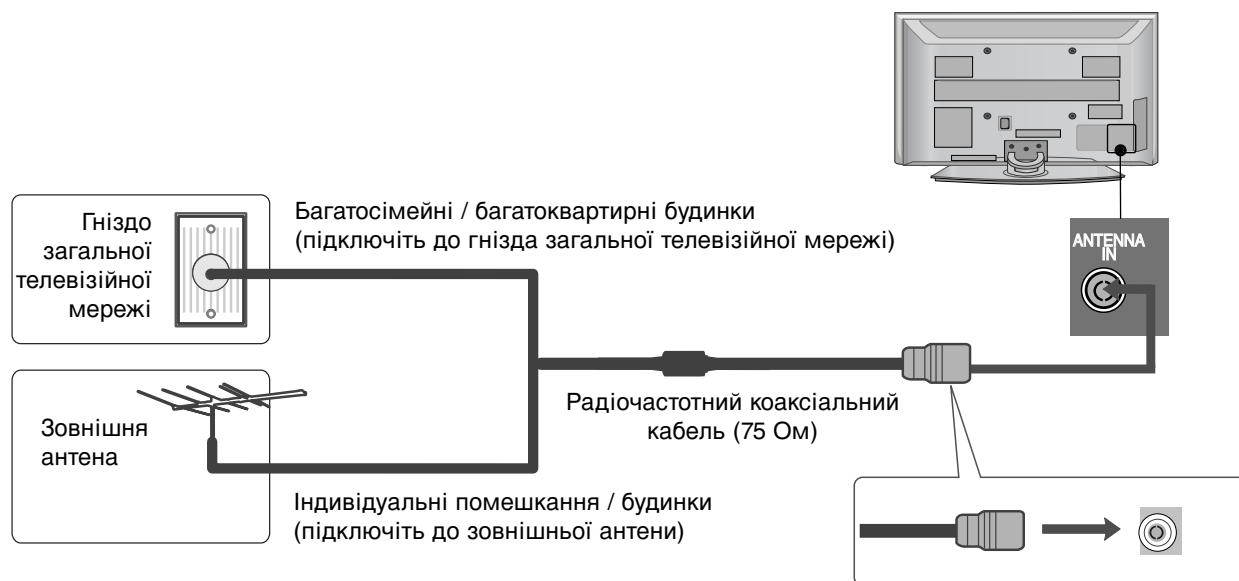 ANTENNA
IN
Гніздо
загальної
телевізійної
мережі
Багатосімейні / багатоквартирні будинки
(підключіть до гнізда загальної телевізійної мережі)
Радіочастотний коаксіальний
кабель (75 Ом)
Зовнішня
антена
Індивідуальні помешкання / будинки
(підключіть до зовнішньої антени)